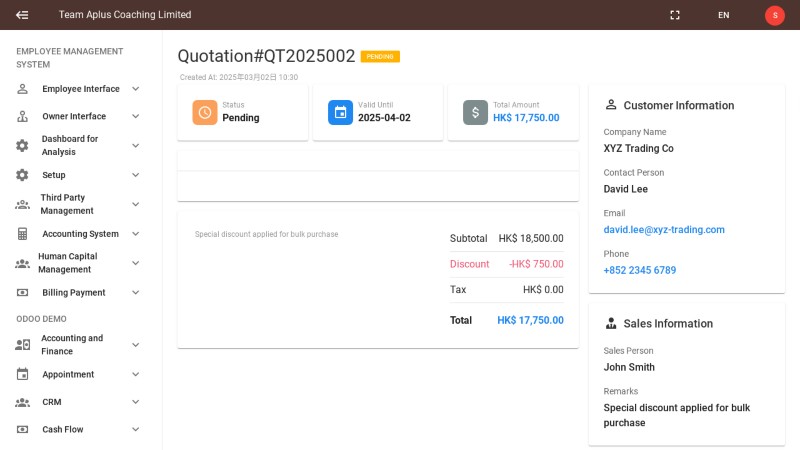 Team Aplus Coaching Limited
EN
S
EMPLOYEE MANAGEMENT
SYSTEM
Employee Interface
Owner Interface
Dashboard for
Analysis
Setup
Third Party
Management
Accounting System
Human Capital
Management
Billing Payment
ODOO DEMO
Accounting and
Finance
Appointment
CRM
Cash Flow
Quotation#QT2025002 PENDING
Created At: 2025年03月02日 10:30
Status
Pending
Valid Until
2025-04-02
Total Amount
HK$ 17,750.00
Special discount applied for bulk purchase
Subtotal HK$ 18,500.00
Discount -HK$ 750.00
Tax HK$ 0.00
Total HK$ 17,750.00
Customer Information
Company Name
XYZ Trading Co
Contact Person
David Lee
Email
david.lee@xyz-trading.com
Phone
+852 2345 6789
Sales Information
Sales Person
John Smith
Remarks
Special discount applied for bulk
purchase